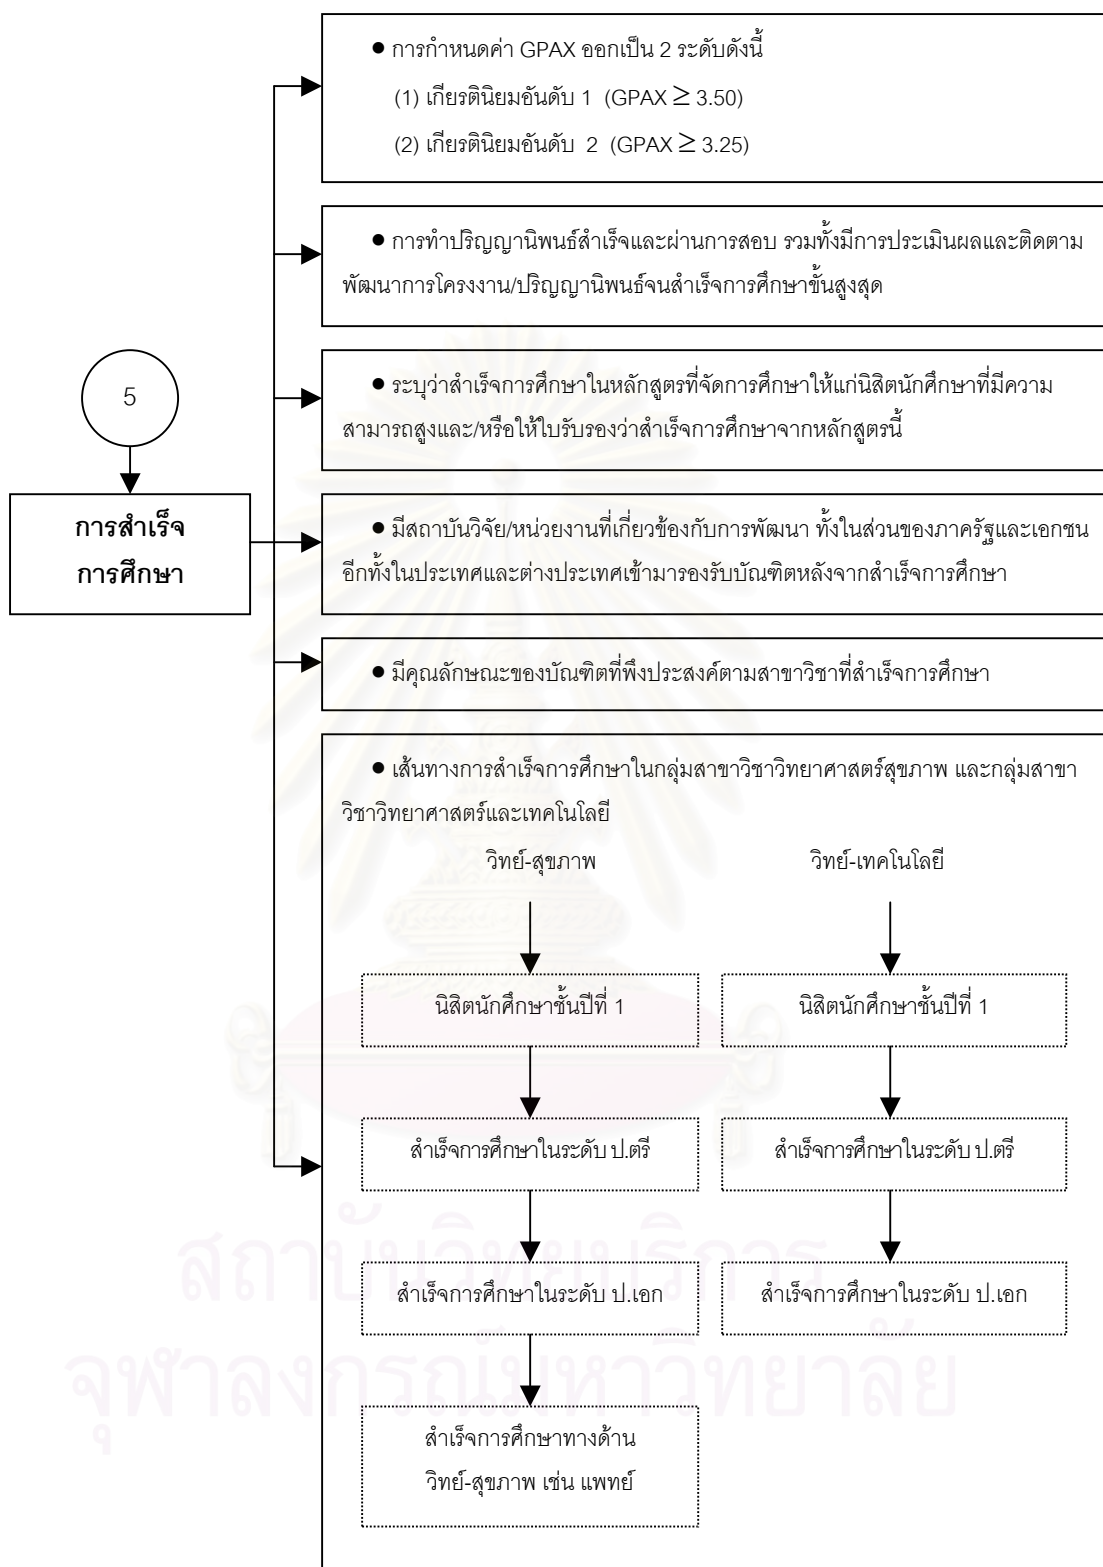 ● การกำหนดค่า GPAX ออกเป็น 2 ระดับดังนี้
(1) เกียรตินิยมอันดับ 1 (GPAX ≥ 3.50)
(2) เกียรตินิยมอันดับ 2 (GPAX ≥ 3.25)
● การทำปริญญานิพนธ์สำเร็จและผ่านการสอบ รวมทั้งมีการประเมินผลและติดตาม
พัฒนาการโครงงาน/ปริญญานิพนธ์จนสำเร็จการศึกษาขั้นสูงสุด
5
● ระบุว่าสำเร็จการศึกษาในหลักสูตรที่จัดการศึกษาให้แก่นิสิตนักศึกษาที่มีความ
สามารถสูงและ/หรือให้ใบรับรองว่าสำเร็จการศึกษาจากหลักสูตรนี้
การสำเร็จ
การศึกษา
● มีสถาบันวิจัย/หน่วยงานที่เกี่ยวข้องกับการพัฒนา ทั้งในส่วนของภาครัฐและเอกชน
อีกทั้งในประเทศและต่างประเทศเข้ามารองรับบัณฑิตหลังจากสำเร็จการศึกษา
● มีคุณลักษณะของบัณฑิตที่พึงประสงค์ตามสาขาวิชาที่สำเร็จการศึกษา
● เส้นทางการสำเร็จการศึกษาในกลุ่มสาขาวิชาวิทยาศาสตร์สุขภาพ และกลุ่มสาขา
วิชาวิทยาศาสตร์และเทคโนโลยี
วิทย์-สุขภาพ
วิทย์-เทคโนโลยี
นิสิตนักศึกษาชั้นปีที่ 1
นิสิตนักศึกษาชั้นปีที่ 1
สำเร็จการศึกษาในระดับ ป.ตรี
สำเร็จการศึกษาในระดับ ป.ตรี
สำเร็จการศึกษาในระดับ ป.เอก
สำเร็จการศึกษาในระดับ ป.เอก
สำเร็จการศึกษาทางด้าน
วิทย์-สุขภาพ เช่น แพทย์
สถาบันวิทยบริการ
จุฬาลงกรณ์มหาวิทยาลัย